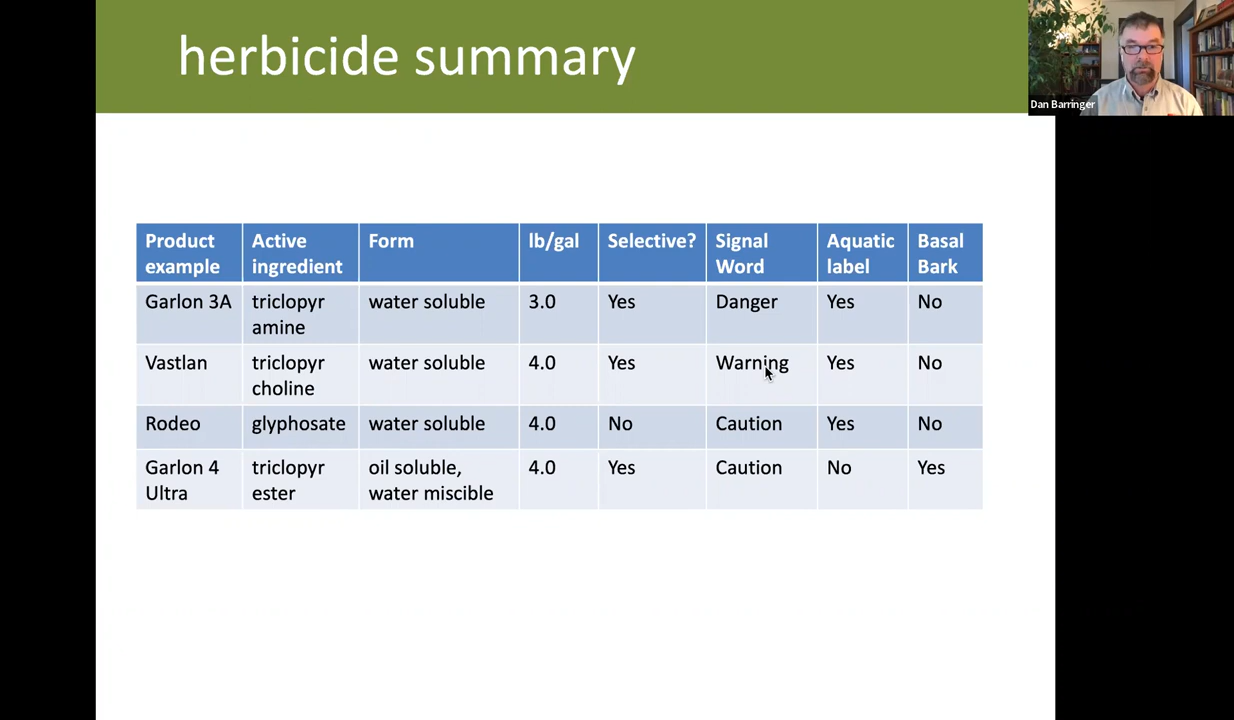 herbicide summary
Dan Barringer
Product example Active ingredient Form lb/gal Selective? Signal Word Aquatic label Basal Bark
Garlon 3A triclopyr amine water soluble 3.0 Yes Danger Yes No
Vastlan triclopyr choline water soluble 4.0 Yes Warning Yes No
Rodeo glyphosate water soluble 4.0 No Caution Yes No
Garlon 4 Ultra triclopyr ester oil soluble, water miscible 4.0 Yes Caution No Yes